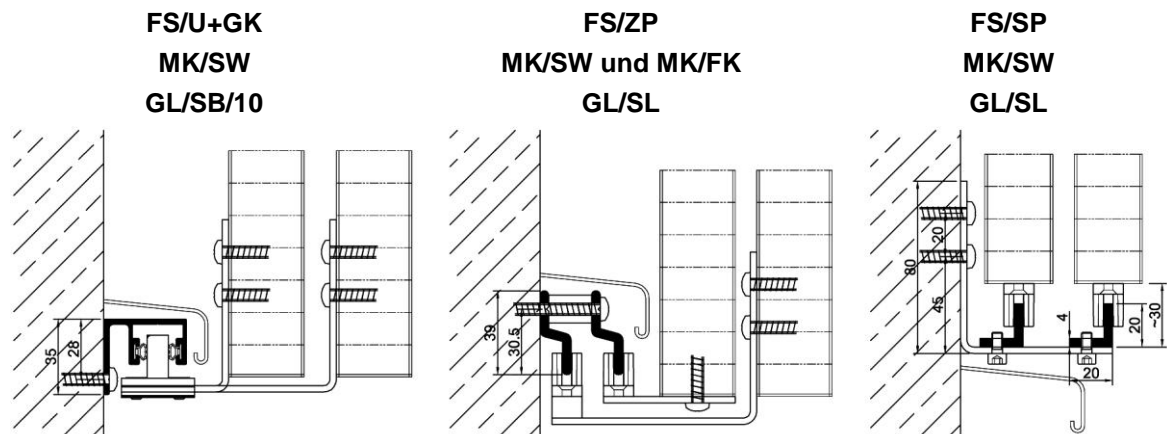 FS/U+GK
MK/SW
GL/SB/10
FS/ZP
MK/SW und MK/FK
GL/SL
FS/SP
MK/SW
GL/SL
35
28
39
30.5
80
20
45
4
20
~30
20